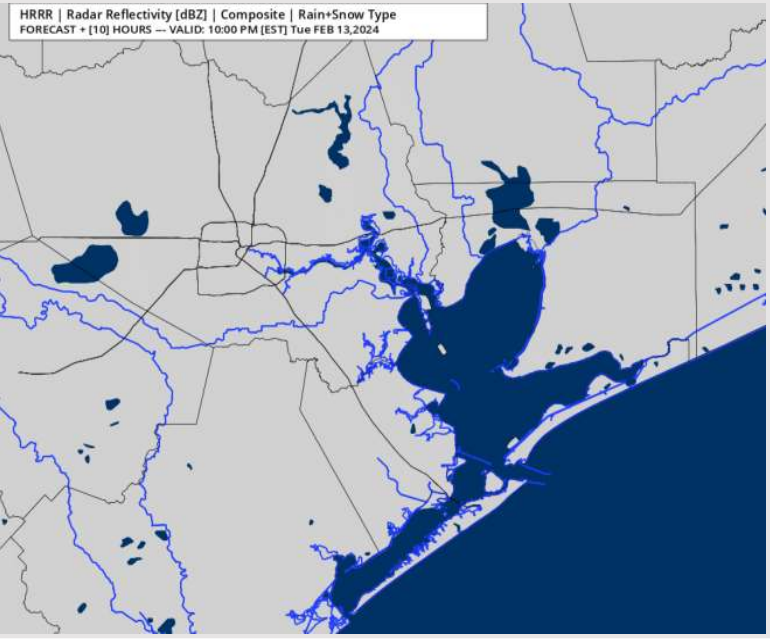 HRRR | Radar Reflectivity [dBZ] | Composite | Rain+Snow Type
FORECAST + [10] HOURS --- VALID: 10:00 PM [EST] Tue FEB 13,2024